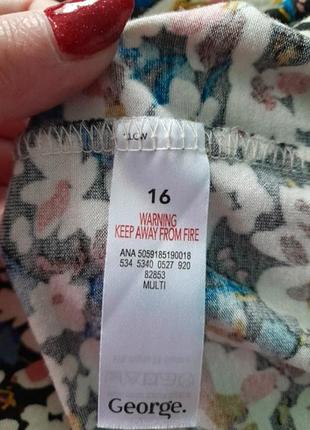 16
WARNING
KEEP AWAY FROM FIRE
ANA 5059185190018
534 5340 0527 920
82853
MULTI
George.